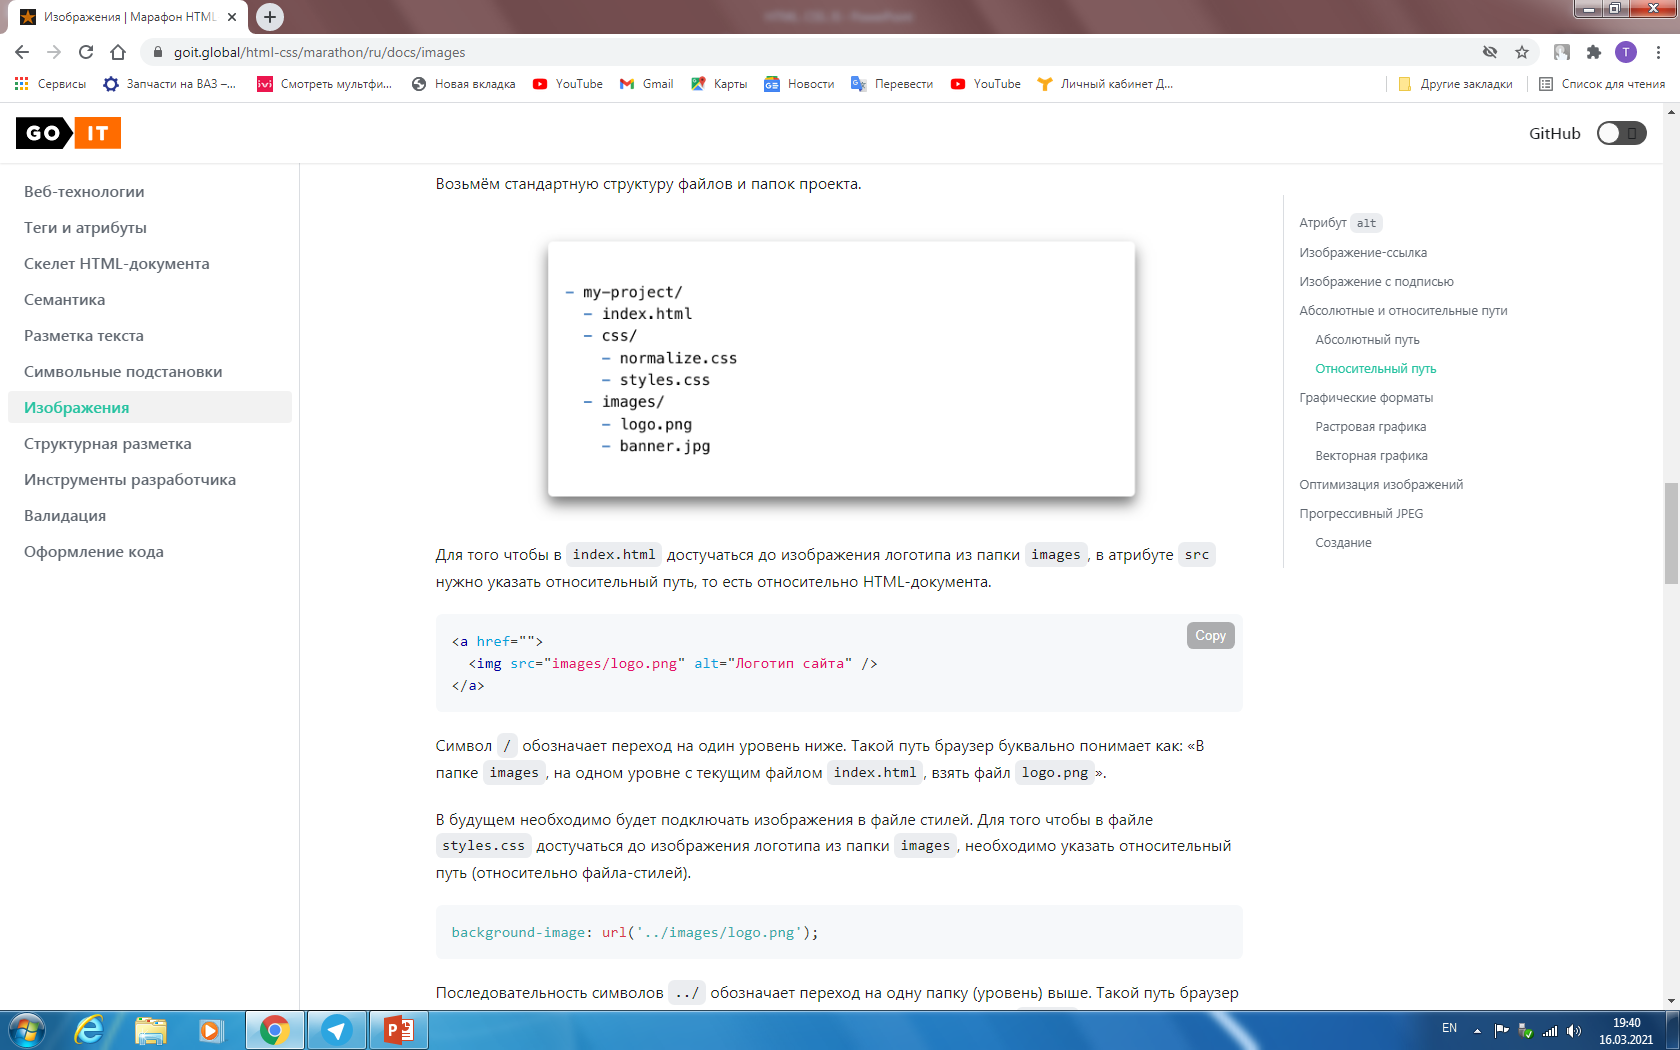 Изображения | Марафон HTML
goit.global/html-css/marathon/ru/docs/images
T
Сервисы
Запчасти на ВАЗ –...
ivi
Смотреть мультфи...
Новая вкладка
YouTube
Gmail
Карты
Новости
Перевести
YouTube
Личный кабинет Д...
Другие закладки
Список для чтения
GO IT
GitHub
Веб-технологии
Теги и атрибуты
Скелет HTML-документа
Семантика
Разметка текста
Символьные подстановки
Изображения
Структурная разметка
Инструменты разработчика
Валидация
Оформление кода
Возьмём стандартную структуру файлов и папок проекта.
- my-project/
- index.html
- css/
- normalize.css
- styles.css
- images/
- logo.png
- banner.jpg
Для того чтобы в index.html достучаться до изображения логотипа из папки images, в атрибуте src
нужно указать относительный путь, то есть относительно HTML-документа.
<a href="">
<img src="images/logo.png" alt="Логотип сайта" />
</a>
Copy
Символ / обозначает переход на один уровень ниже. Такой путь браузер буквально понимает как: «В
папке images, на одном уровне с текущим файлом index.html, взять файл logo.png».
В будущем необходимо будет подключать изображения в файле стилей. Для того чтобы в файле
styles.css достучаться до изображения логотипа из папки images, необходимо указать относительный
путь (относительно файла-стилей).
background-image: url('../images/logo.png');
Последовательность символов ../ обозначает переход на одну папку (уровень) выше. Такой путь браузер
Атрибут alt
Изображение-ссылка
Изображение с подписью
Абсолютные и относительные пути
Абсолютный путь
Относительный путь
Графические форматы
Растровая графика
Векторная графика
Оптимизация изображений
Прогрессивный JPEG
Создание
EN
19:40
16.03.2021